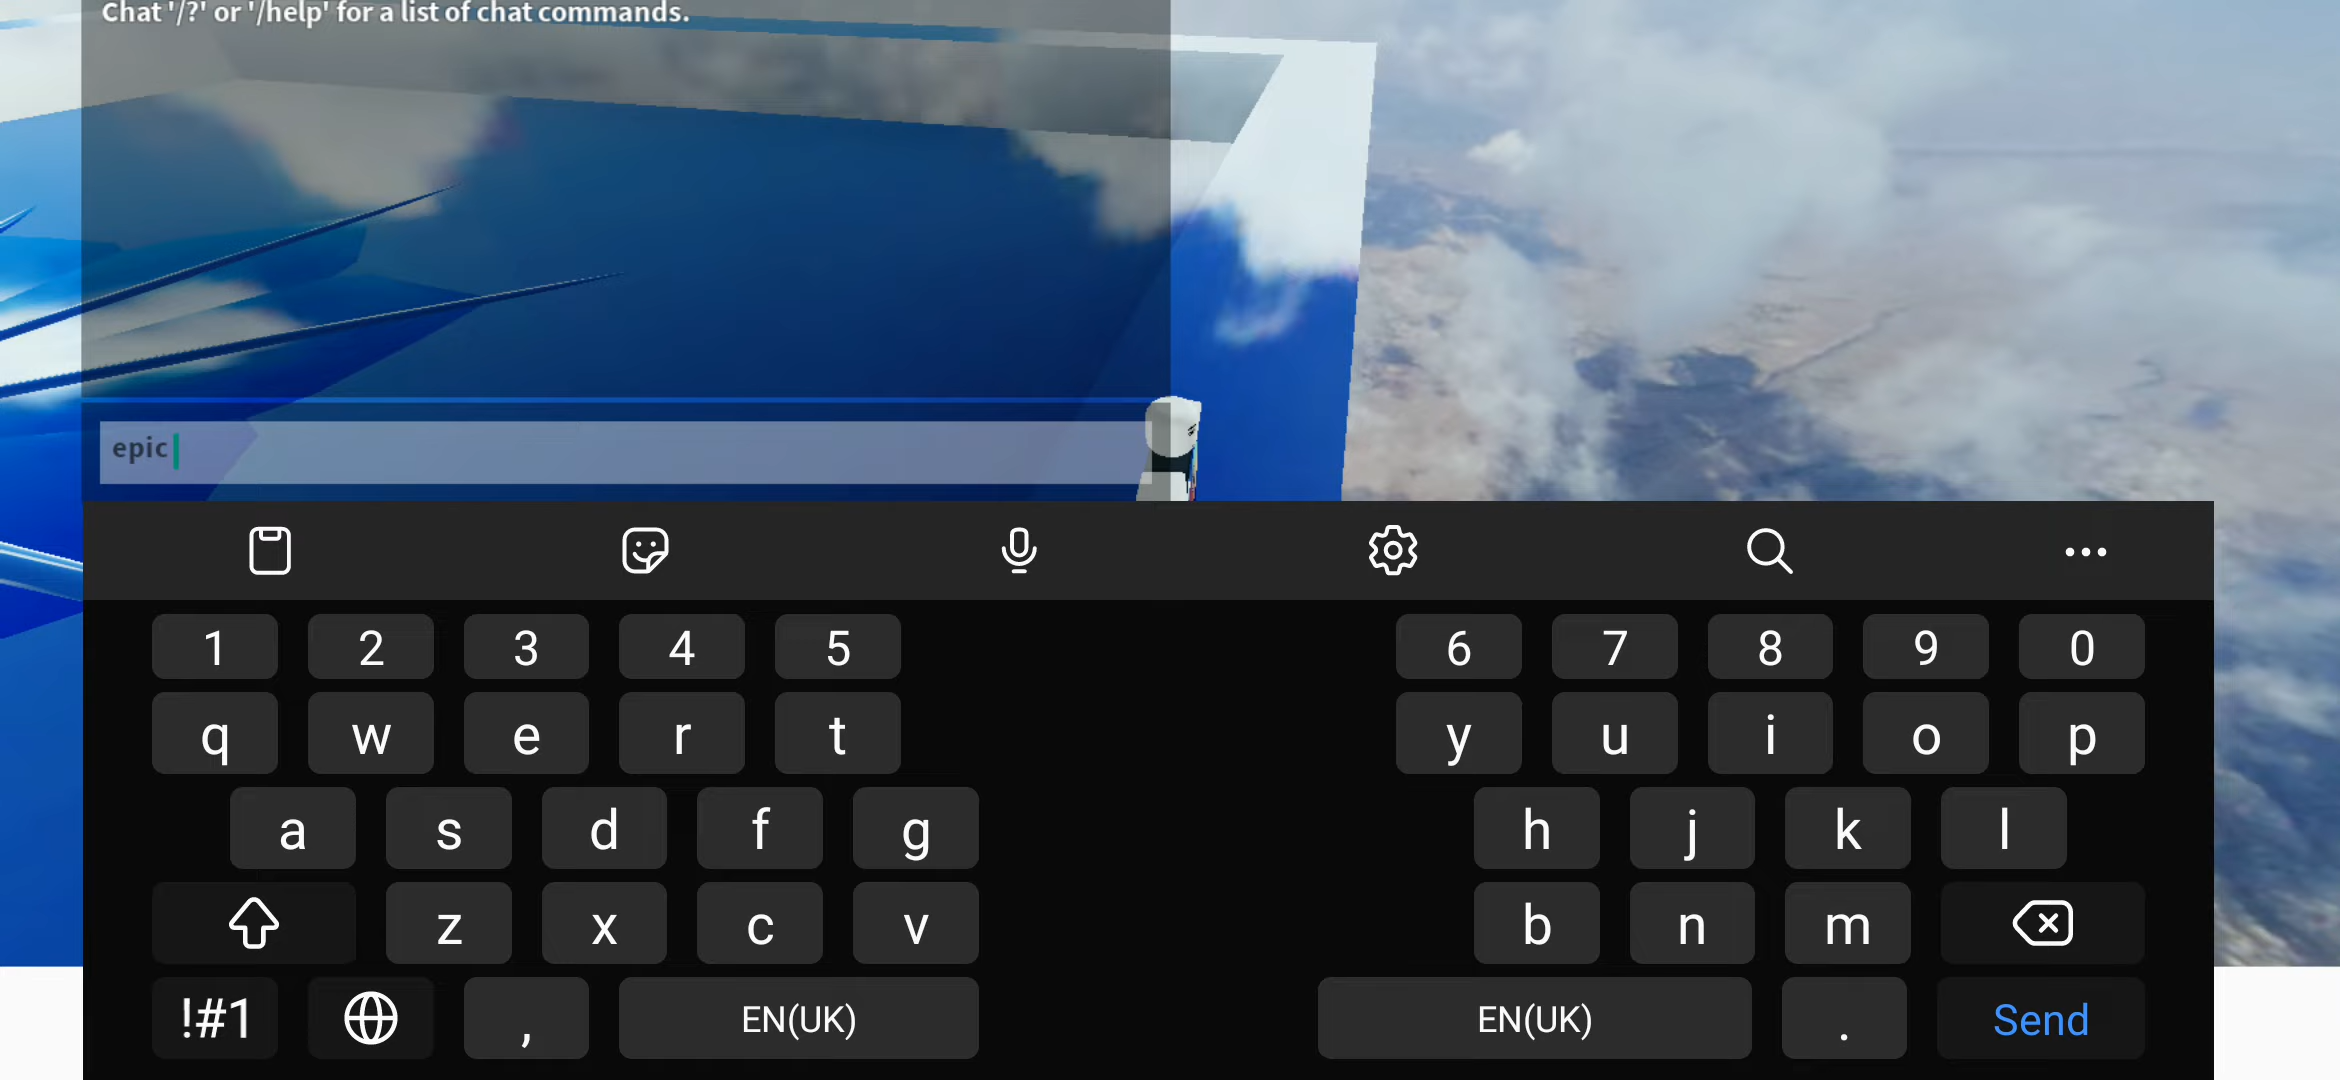 Chat '/?' or '/help' for a list of chat commands.
epic
1 2 3 4 5 6 7 8 9 0
q w e r t y u i o p
a s d f g h j k l
z x c v b n m
!#1 , EN(UK) EN(UK) . Send